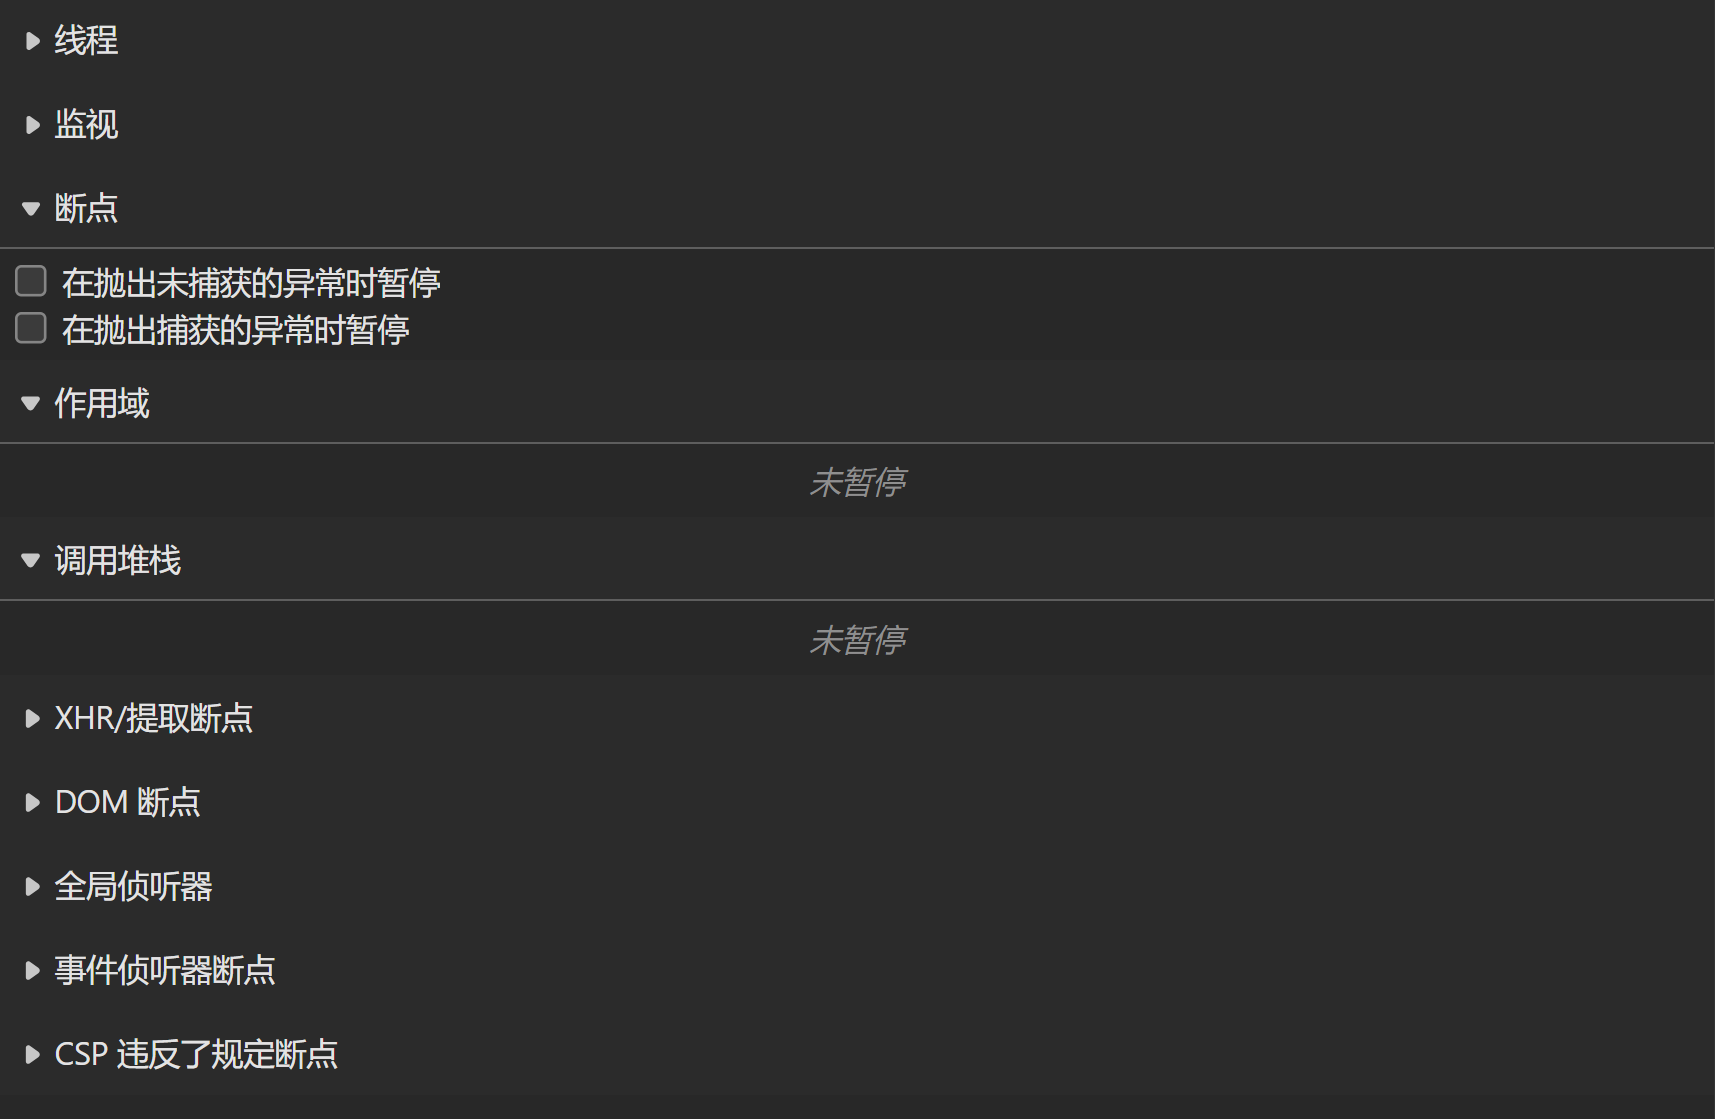 线程
监视
断点
在抛出未捕获的异常时暂停
在抛出捕获的异常时暂停
作用域
未暂停
调用堆栈
未暂停
XHR/提取断点
DOM 断点
全局侦听器
事件侦听器断点
CSP 违反了规定断点